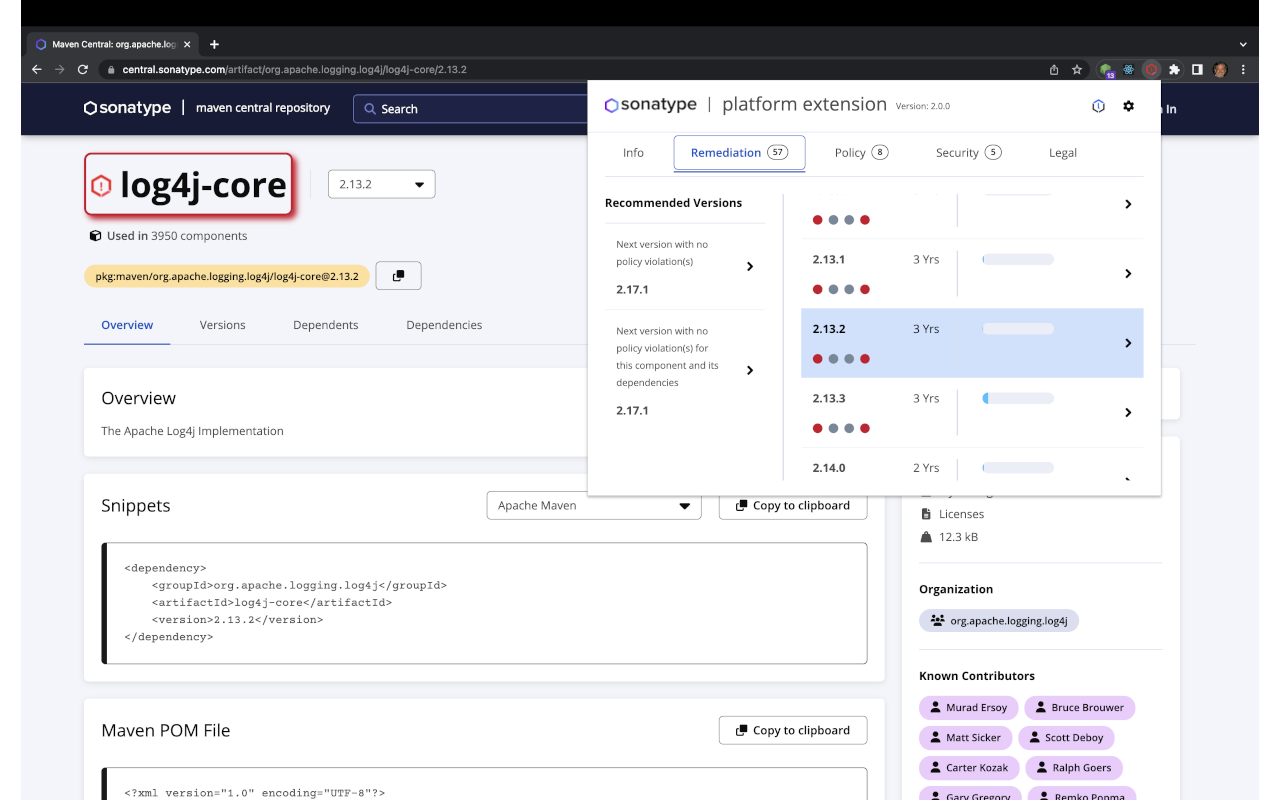 Maven Central: org.apache.log
central.sonatype.com/artifact/org.apache.logging.log4j/log4j-core/2.13.2
13
sonatype | maven central repository
Search
In
sonatype | platform extension Version: 2.0.0
Info
Remediation 57
Policy 8
Security 5
Legal
Recommended Versions
Next version with no
policy violation(s)
2.17.1
Next version with no
policy violation(s) for
this component and its
dependencies
2.17.1
2.13.1 3 Yrs
2.13.2 3 Yrs
2.13.3 3 Yrs
2.14.0 2 Yrs
log4j-core
2.13.2
Used in 3950 components
pkg:maven/org.apache.logging.log4j/log4j-core@2.13.2
Overview
Versions
Dependents
Dependencies
Overview
The Apache Log4j Implementation
Snippets
Apache Maven
Copy to clipboard
<dependency>
    <groupId>org.apache.logging.log4j</groupId>
    <artifactId>log4j-core</artifactId>
    <version>2.13.2</version>
</dependency>
Maven POM File
Copy to clipboard
<?xml version="1.0" encoding="UTF-8"?>
Licenses
12.3 kB
Organization
org.apache.logging.log4j
Known Contributors
Murad Ersoy
Bruce Brouwer
Matt Sicker
Scott Deboy
Carter Kozak
Ralph Goers
Gary Gregory
Remko Popma